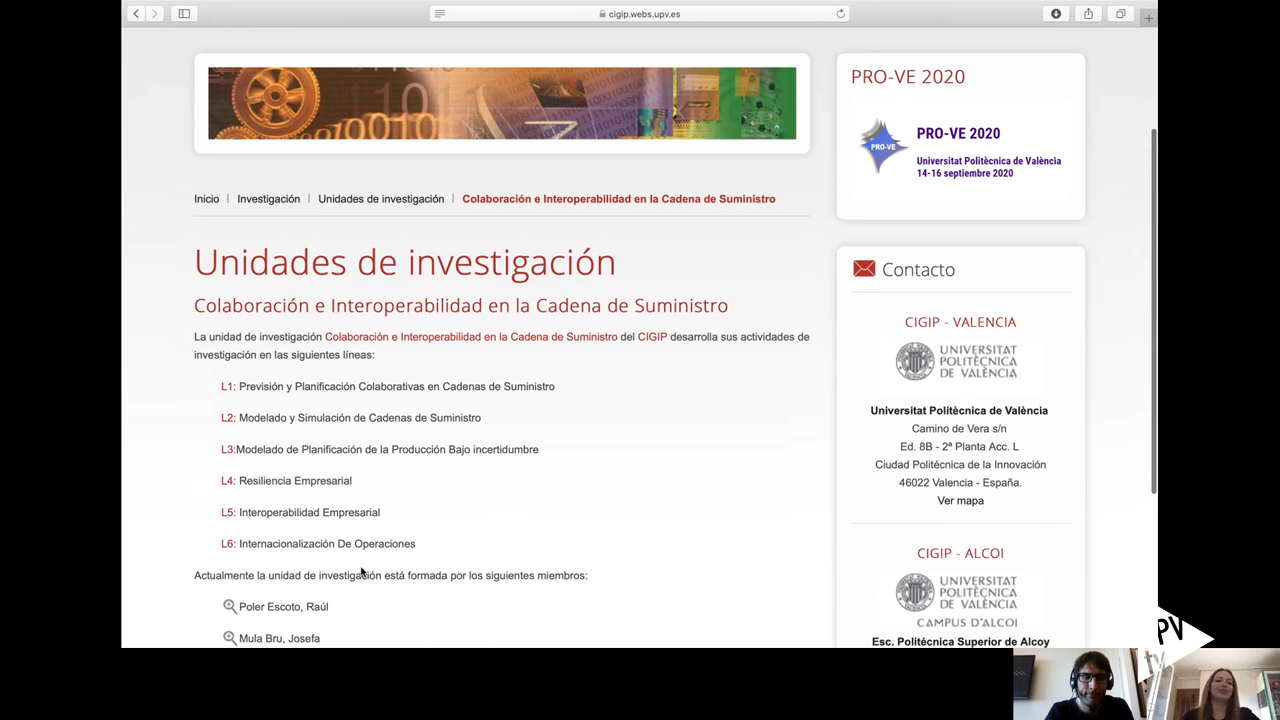 cigip.webs.upv.es
PRO-VE 2020
PRO-VE
PRO-VE 2020
Universitat Politècnica de València
14-16 septiembre 2020
Inicio | Investigación | Unidades de investigación | Colaboración e Interoperabilidad en la Cadena de Suministro
Unidades de investigación
Colaboración e Interoperabilidad en la Cadena de Suministro
La unidad de investigación Colaboración e Interoperabilidad en la Cadena de Suministro del CIGIP desarrolla sus actividades de
investigación en las siguientes líneas:
L1: Previsión y Planificación Colaborativas en Cadenas de Suministro
L2: Modelado y Simulación de Cadenas de Suministro
L3:Modelado de Planificación de la Producción Bajo incertidumbre
L4: Resiliencia Empresarial
L5: Interoperabilidad Empresarial
L6: Internacionalización De Operaciones
Actualmente la unidad de investigación está formada por los siguientes miembros:
Poler Escoto, Raúl
Mula Bru, Josefa
Contacto
CIGIP - VALENCIA
UNIVERSITAT
POLITÈCNICA
DE VALÈNCIA
Universitat Politècnica de València
Camino de Vera s/n
Ed. 8B - 2ª Planta Acc. L
Ciudad Politécnica de la Innovación
46022 Valencia - España.
Ver mapa
CIGIP - ALCOI
UNIVERSITAT
POLITÈCNICA
DE VALÈNCIA
CAMPUS D'ALCOI
Esc. Politécnica Superior de Alcoy